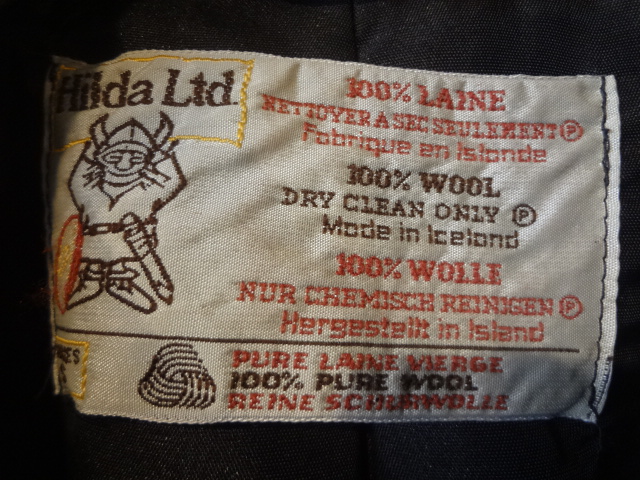 Hilda Ltd.
100% LAINE
NETTOYER A SEC SEULEMENT Ⓟ
Fabrique en Islande
100% WOOL
DRY CLEAN ONLY Ⓟ
Made in Iceland
100% WOLLE
NUR CHEMISCH REINIGEN Ⓟ
Hergestellt in Island
PURE LAINE VIERGE
100% PURE WOOL
REINE SCHURWOLLE